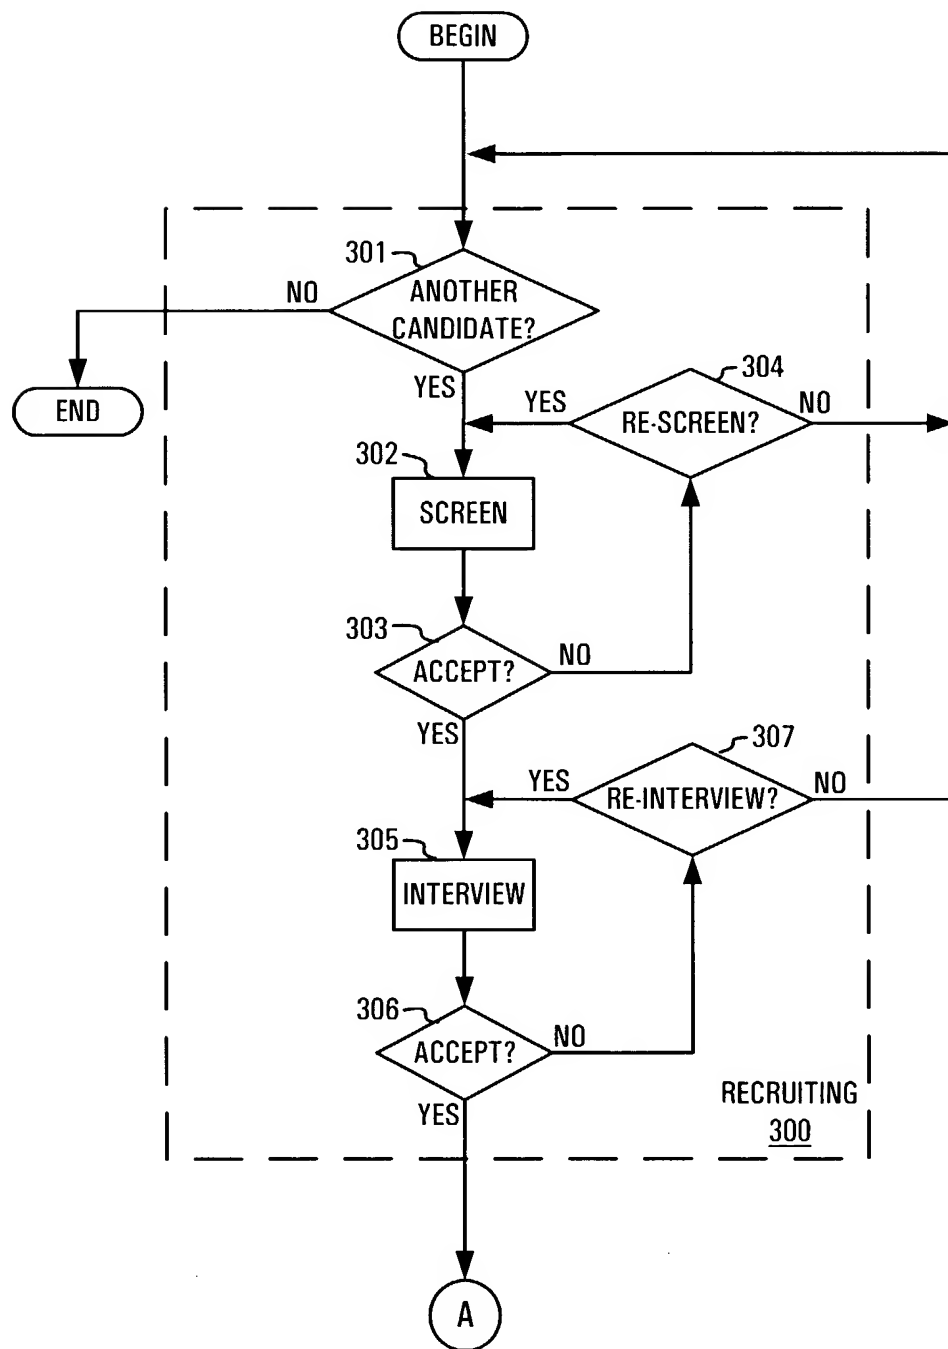 BEGIN
301
NO
ANOTHER
CANDIDATE?
END
YES
304
YES
RE-SCREEN?
NO
302
SCREEN
303
ACCEPT?
NO
YES
307
YES
RE-INTERVIEW?
NO
305
INTERVIEW
306
ACCEPT?
NO
YES
RECRUITING
300
A